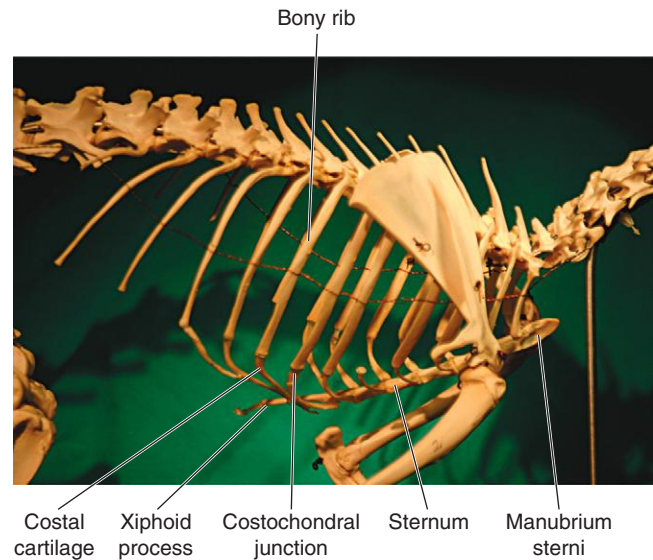 Bony rib
Costal
cartilage
Xiphoid
process
Costochondral
junction
Sternum
Manubrium
sterni